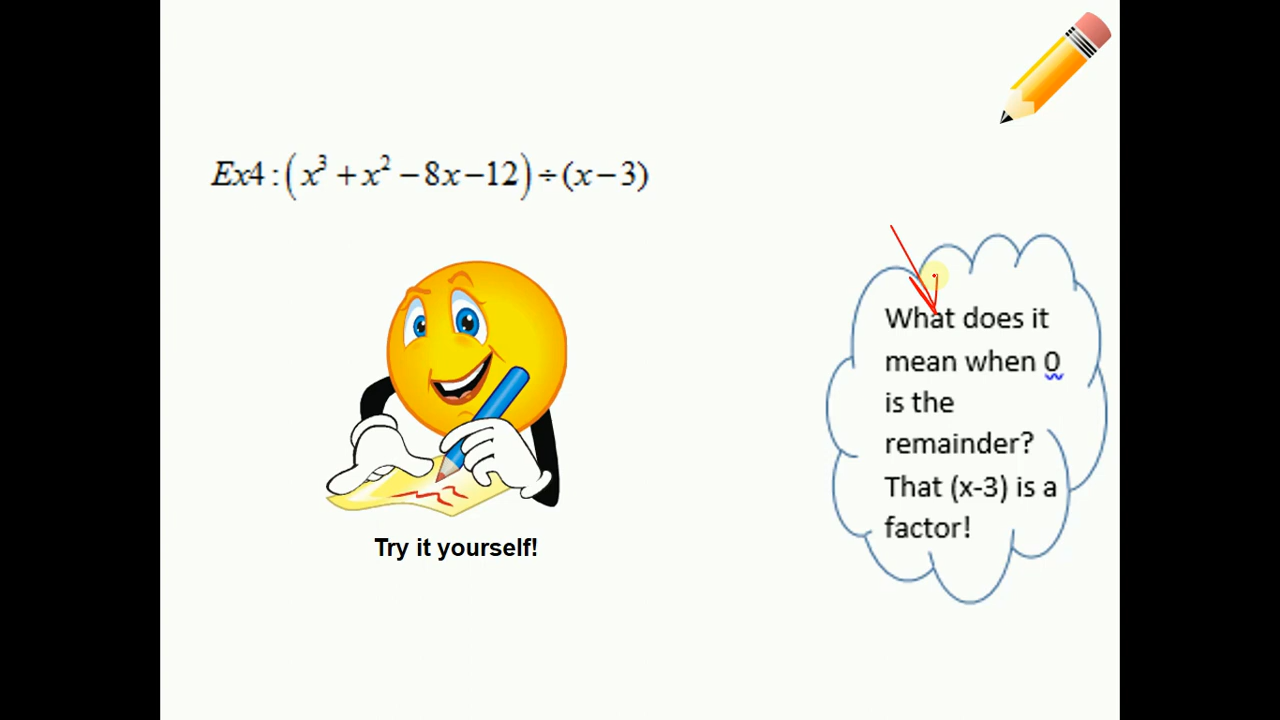 Ex4 : (x³ + x² − 8x − 12) ÷ (x − 3)
What does it
mean when 0
is the
remainder?
That (x-3) is a
factor!
Try it yourself!